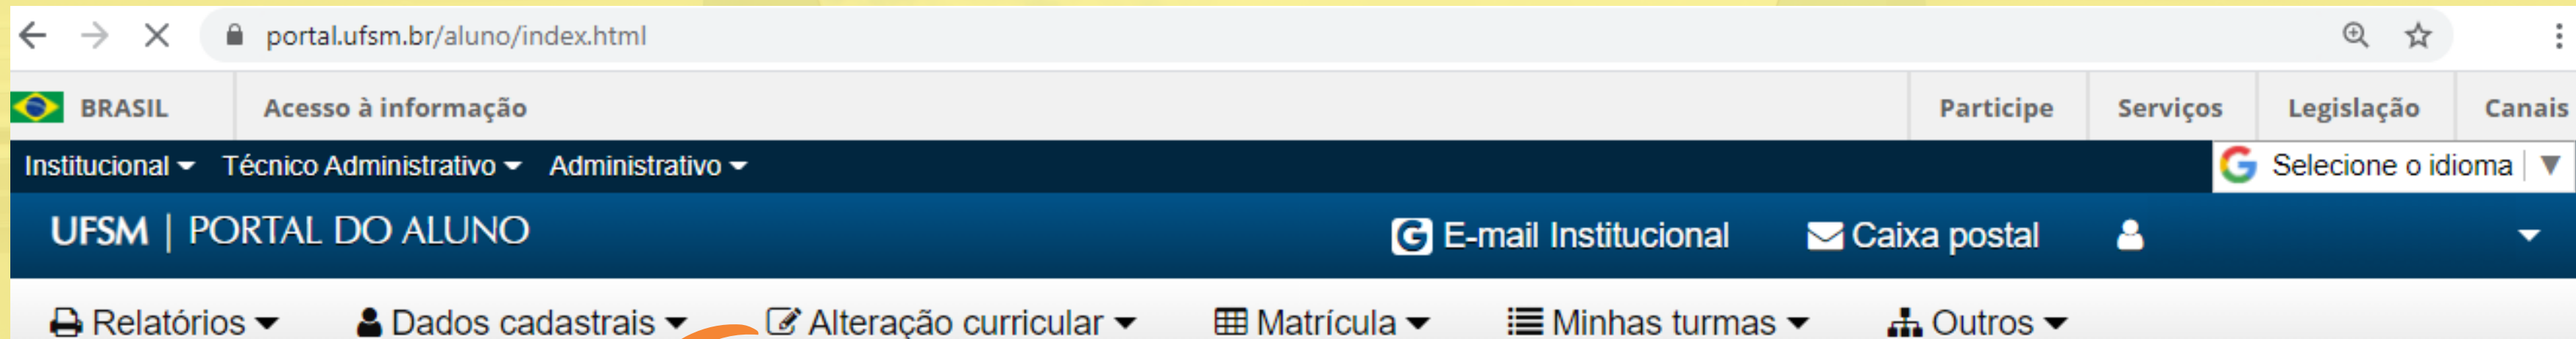 portal.ufsm.br/aluno/index.html
BRASIL Acesso à informação Participe Serviços Legislação Canais
Institucional Técnico Administrativo Administrativo Selecione o idioma
UFSM | PORTAL DO ALUNO E-mail Institucional Caixa postal
Relatórios Dados cadastrais Alteração curricular Matrícula Minhas turmas Outros